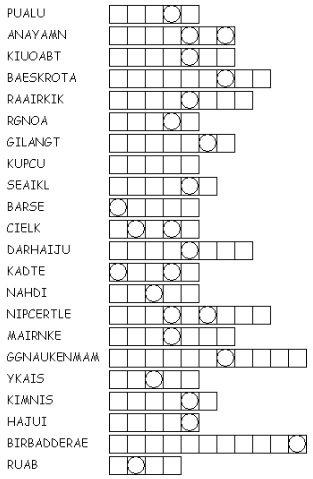 PUALU
ANAYAMN
KIUOABT
BAESKROTA
RAAIRKIK
RGNOA
GILANGT
KUPCU
SEAIKL
BARSE
CIELK
DARHAIJU
KADTE
NAHDI
NIPCERTLE
MAIRNKE
GGNAUKENMAM
YKAIS
KIMNIS
HAJUI
BIRBADDERAE
RUAB